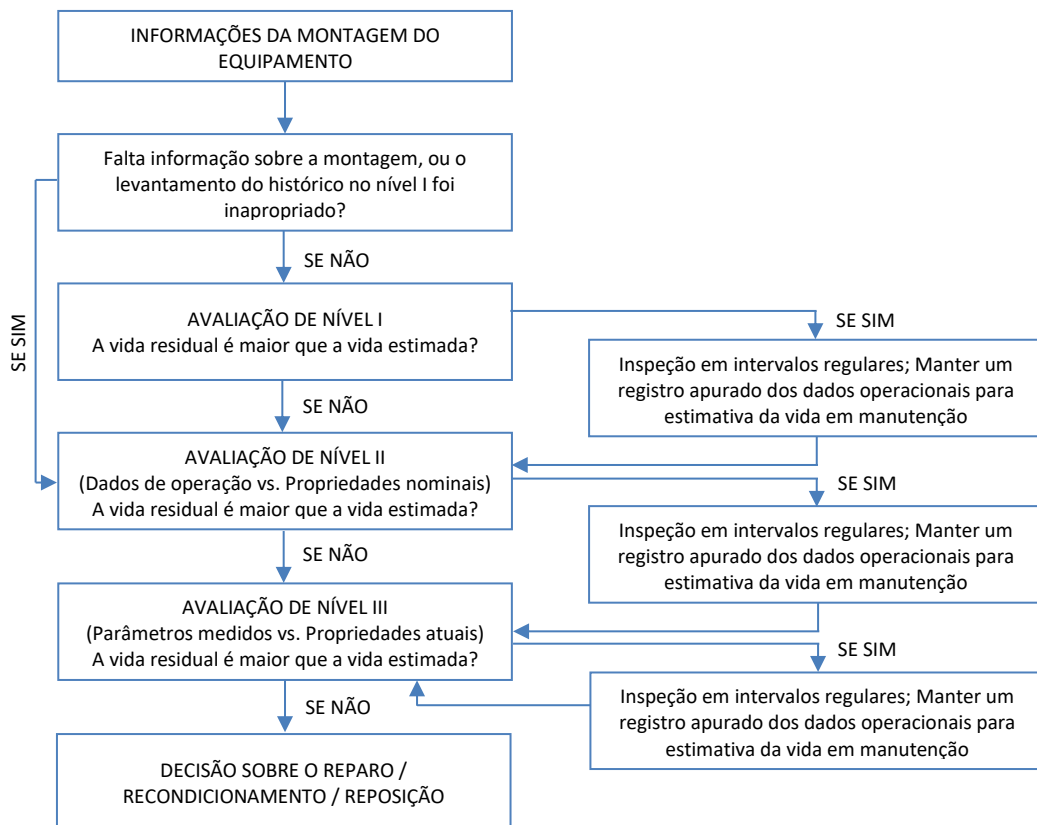 INFORMAÇÕES DA MONTAGEM DO
EQUIPAMENTO
Falta informação sobre a montagem, ou o
levantamento do histórico no nível I foi
inapropriado?
SE NÃO
SE SIM
AVALIAÇÃO DE NÍVEL I
A vida residual é maior que a vida estimada?
SE SIM
Inspeção em intervalos regulares; Manter um
registro apurado dos dados operacionais para
estimativa da vida em manutenção
SE NÃO
AVALIAÇÃO DE NÍVEL II
(Dados de operação vs. Propriedades nominais)
A vida residual é maior que a vida estimada?
SE SIM
Inspeção em intervalos regulares; Manter um
registro apurado dos dados operacionais para
estimativa da vida em manutenção
SE NÃO
AVALIAÇÃO DE NÍVEL III
(Parâmetros medidos vs. Propriedades atuais)
A vida residual é maior que a vida estimada?
SE SIM
Inspeção em intervalos regulares; Manter um
registro apurado dos dados operacionais para
estimativa da vida em manutenção
SE NÃO
DECISÃO SOBRE O REPARO /
RECONDICIONAMENTO / REPOSIÇÃO